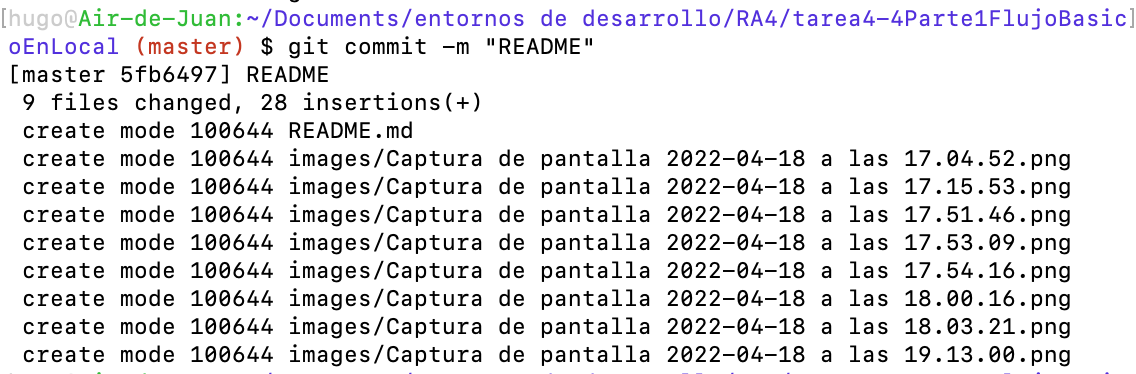 [hugo@Air-de-Juan:~/Documents/entornos de desarrollo/RA4/tarea4-4Parte1FlujoBasic]
oEnLocal (master) $ git commit -m "README"
[master 5fb6497] README
 9 files changed, 28 insertions(+)
 create mode 100644 README.md
 create mode 100644 images/Captura de pantalla 2022-04-18 a las 17.04.52.png
 create mode 100644 images/Captura de pantalla 2022-04-18 a las 17.15.53.png
 create mode 100644 images/Captura de pantalla 2022-04-18 a las 17.51.46.png
 create mode 100644 images/Captura de pantalla 2022-04-18 a las 17.53.09.png
 create mode 100644 images/Captura de pantalla 2022-04-18 a las 17.54.16.png
 create mode 100644 images/Captura de pantalla 2022-04-18 a las 18.00.16.png
 create mode 100644 images/Captura de pantalla 2022-04-18 a las 18.03.21.png
 create mode 100644 images/Captura de pantalla 2022-04-18 a las 19.13.00.png